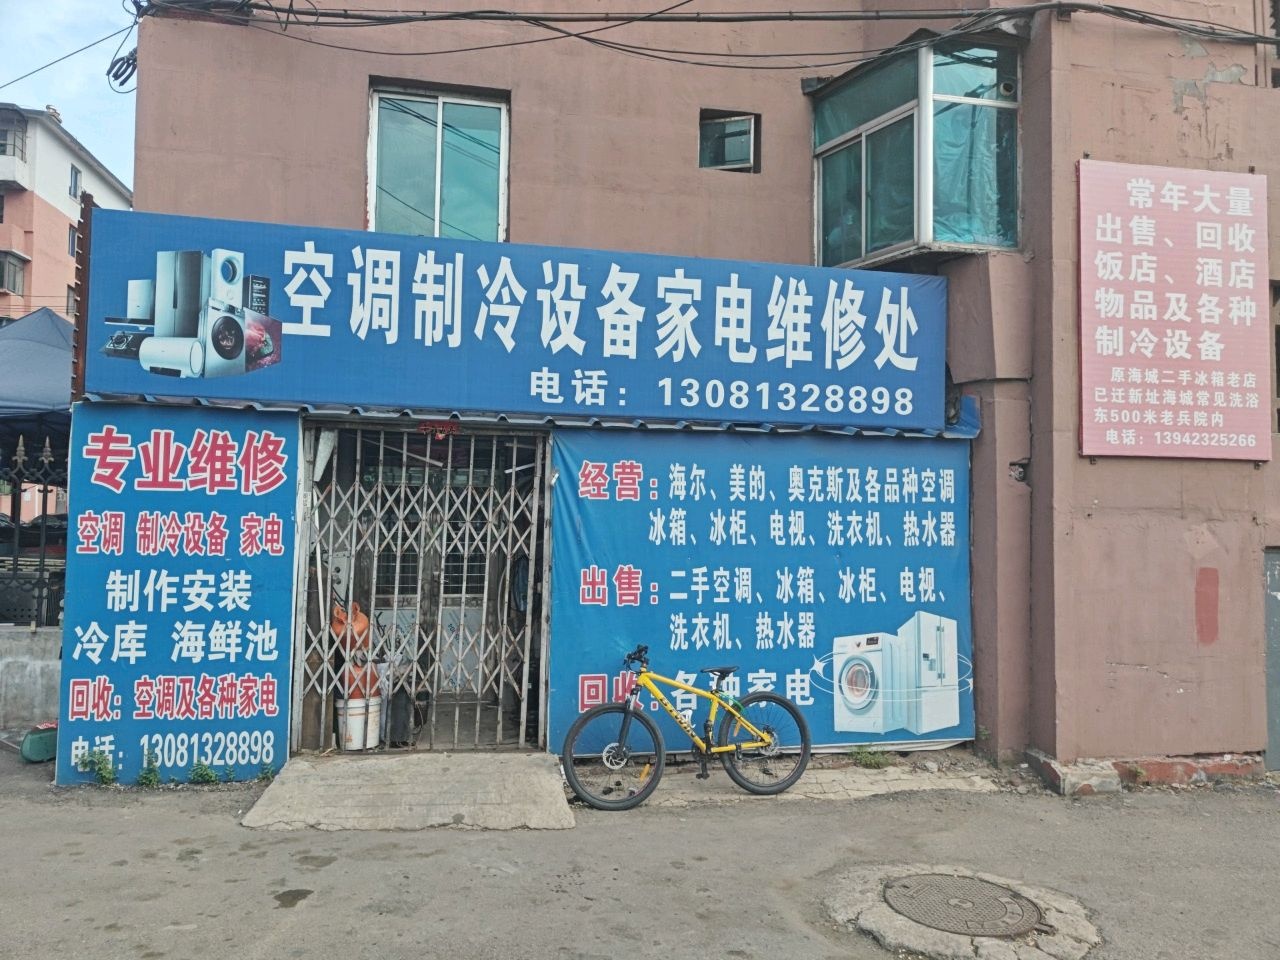 空调制冷设备家电维修处
电话：13081328898
专业维修
空调 制冷设备 家电
制作安装
冷库 海鲜池
回收：空调及各种家电
电话：13081328898
经营：海尔、美的、奥克斯及各品种空调
冰箱、冰柜、电视、洗衣机、热水器
出售：二手空调、冰箱、冰柜、电视、
洗衣机、热水器
回收：各种家电
常年大量
出售、回收
饭店、酒店
物品及各种
制冷设备
原海城二手冰箱老店
已迁新址海城常见洗浴
东500米老兵院内
电话：13942325266